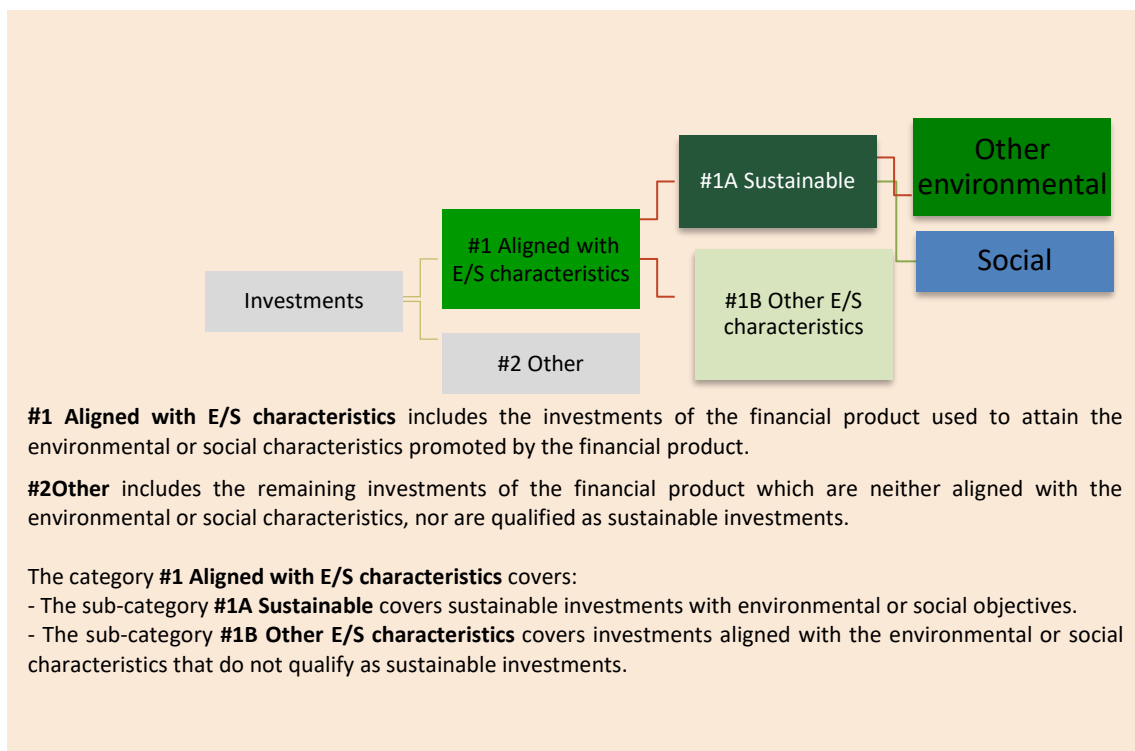 Other
environmental
#1A Sustainable
#1 Aligned with
E/S characteristics
Social
Investments
#1B Other E/S
characteristics
#2 Other
#1 Aligned with E/S characteristics includes the investments of the financial product used to attain the
environmental or social characteristics promoted by the financial product.
#2Other includes the remaining investments of the financial product which are neither aligned with the
environmental or social characteristics, nor are qualified as sustainable investments.
The category #1 Aligned with E/S characteristics covers:
- The sub-category #1A Sustainable covers sustainable investments with environmental or social objectives.
- The sub-category #1B Other E/S characteristics covers investments aligned with the environmental or social
characteristics that do not qualify as sustainable investments.